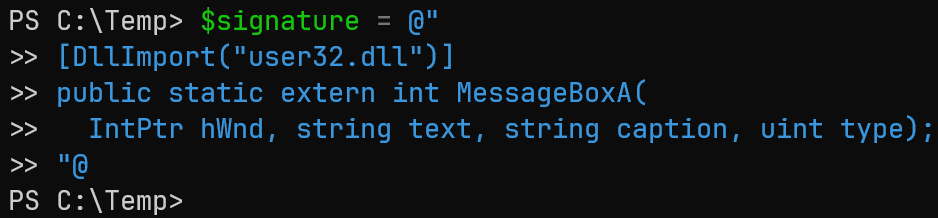 PS C:\Temp> $signature = @"
>> [DllImport("user32.dll")]
>> public static extern int MessageBoxA(
>>   IntPtr hWnd, string text, string caption, uint type);
>> "@
PS C:\Temp>